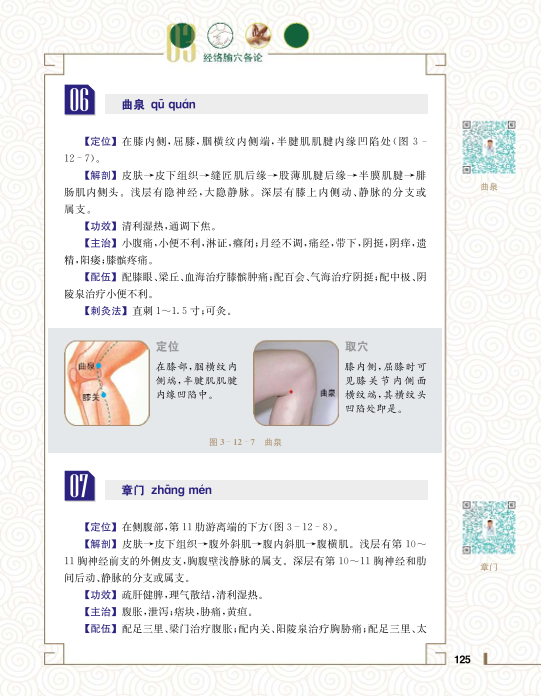 03
经络腧穴各论
06
曲泉 qū quán
【定位】在膝内侧,屈膝,腘横纹内侧端,半腱肌肌腱内缘凹陷处(图 3-
12-7)。
【解剖】皮肤→皮下组织→缝匠肌后缘→股薄肌腱后缘→半膜肌腱→腓
肠肌内侧头。浅层有隐神经,大隐静脉。深层有膝上内侧动、静脉的分支或
属支。
【功效】清利湿热,通调下焦。
【主治】小腹痛,小便不利,淋证,癃闭;月经不调,痛经,带下,阴挺,阴痒,遗
精,阳痿;膝髌疼痛。
【配伍】配膝眼、梁丘、血海治疗膝髌肿痛;配百会、气海治疗阴挺;配中极、阴
陵泉治疗小便不利。
【刺灸法】直刺 1～1.5 寸;可灸。
曲泉
定位
在膝部,腘横纹内
侧端,半腱肌肌腱
内缘凹陷中。
曲泉
膝关
取穴
膝内侧,屈膝时可
见膝关节内侧面
横纹端,其横纹头
凹陷处即是。
曲泉
图 3-12-7 曲泉
07
章门 zhāng mén
【定位】在侧腹部,第 11 肋游离端的下方(图 3-12-8)。
【解剖】皮肤→皮下组织→腹外斜肌→腹内斜肌→腹横肌。浅层有第 10～
11 胸神经前支的外侧皮支,胸腹壁浅静脉的属支。深层有第 10～11 胸神经和肋
间后动、静脉的分支或属支。
【功效】疏肝健脾,理气散结,清利湿热。
【主治】腹胀,泄泻;痞块,胁痛,黄疸。
【配伍】配足三里、梁门治疗腹胀;配内关、阳陵泉治疗胸胁痛;配足三里、太
章门
125